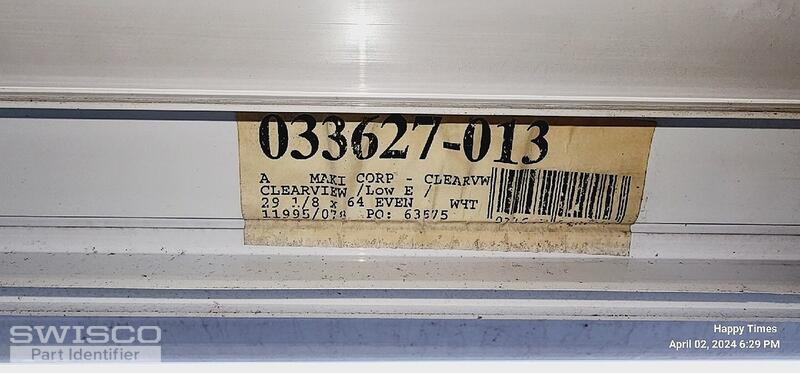 033627-013
A MAKI CORP - CLEARVW
CLEARVIEW /Low E /
29 1/8 x 64 EVEN WHT
11995/078 PO: 63575
SWISCO
Part Identifier
Happy Times
April 02, 2024 6:29 PM